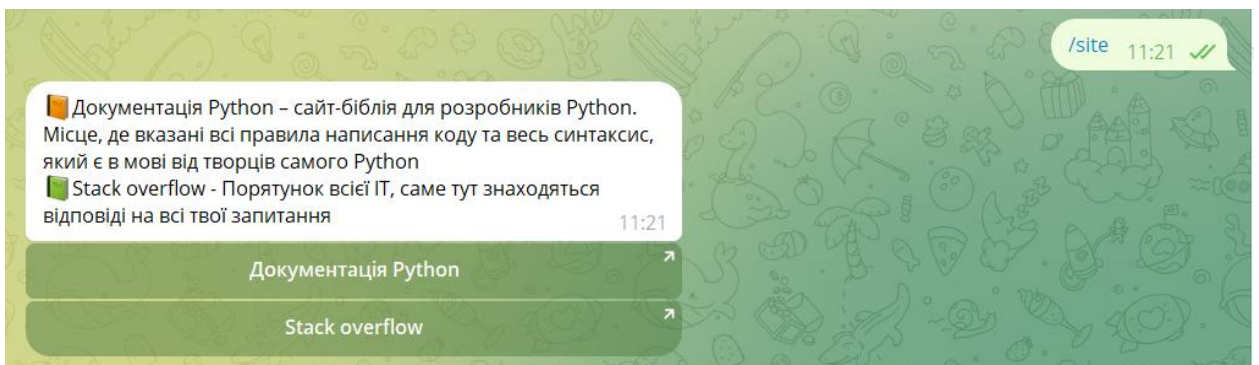 /site 11:21
📙Документація Python – сайт-біблія для розробників Python.
Місце, де вказані всі правила написання коду та весь синтаксис,
який є в мові від творців самого Python
📗Stack overflow - Порятунок всієї IT, саме тут знаходяться
відповіді на всі твої запитання
11:21
Документація Python
Stack overflow